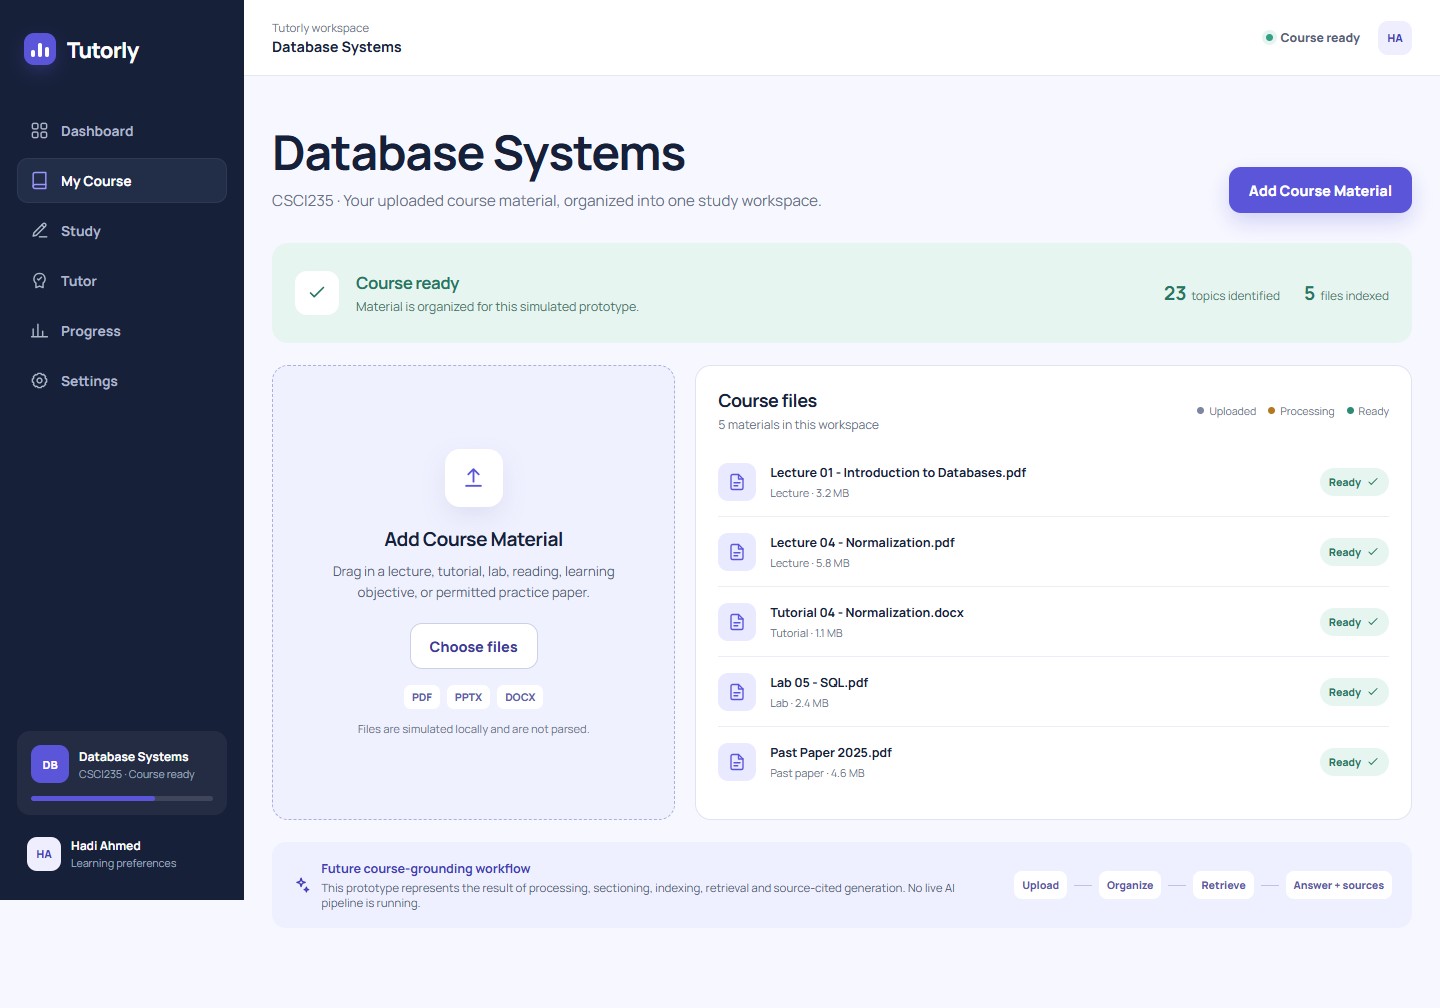 Tutorly
Dashboard
My Course
Study
Tutor
Progress
Settings
DB
Database Systems
CSCI235 · Course ready
HA
Hadi Ahmed
Learning preferences
Tutorly workspace
Database Systems
Course ready
HA
Database Systems
CSCI235 · Your uploaded course material, organized into one study workspace.
Add Course Material
Course ready
Material is organized for this simulated prototype.
23 topics identified
5 files indexed
Add Course Material
Drag in a lecture, tutorial, lab, reading, learning
objective, or permitted practice paper.
Choose files
PDF PPTX DOCX
Files are simulated locally and are not parsed.
Course files
5 materials in this workspace
Uploaded Processing Ready
Lecture 01 - Introduction to Databases.pdf
Lecture · 3.2 MB
Ready
Lecture 04 - Normalization.pdf
Lecture · 5.8 MB
Ready
Tutorial 04 - Normalization.docx
Tutorial · 1.1 MB
Ready
Lab 05 - SQL.pdf
Lab · 2.4 MB
Ready
Past Paper 2025.pdf
Past paper · 4.6 MB
Ready
Future course-grounding workflow
This prototype represents the result of processing, sectioning, indexing, retrieval and source-cited generation. No live AI
pipeline is running.
Upload Organize Retrieve Answer + sources